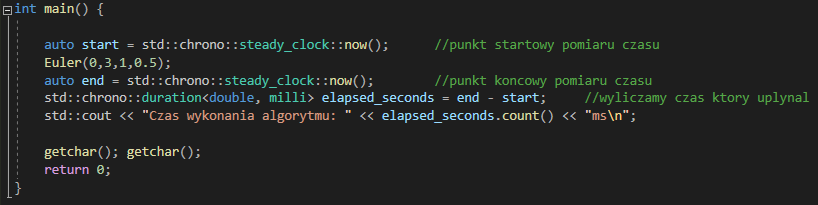 int main() {
auto start = std::chrono::steady_clock::now(); //punkt startowy pomiaru czasu
Euler(0,3,1,0.5);
auto end = std::chrono::steady_clock::now(); //punkt koncowy pomiaru czasu
std::chrono::duration<double, milli> elapsed_seconds = end - start; //wyliczamy czas ktory uplynal
std::cout << "Czas wykonania algorytmu: " << elapsed_seconds.count() << "ms\n";
getchar(); getchar();
return 0;
}